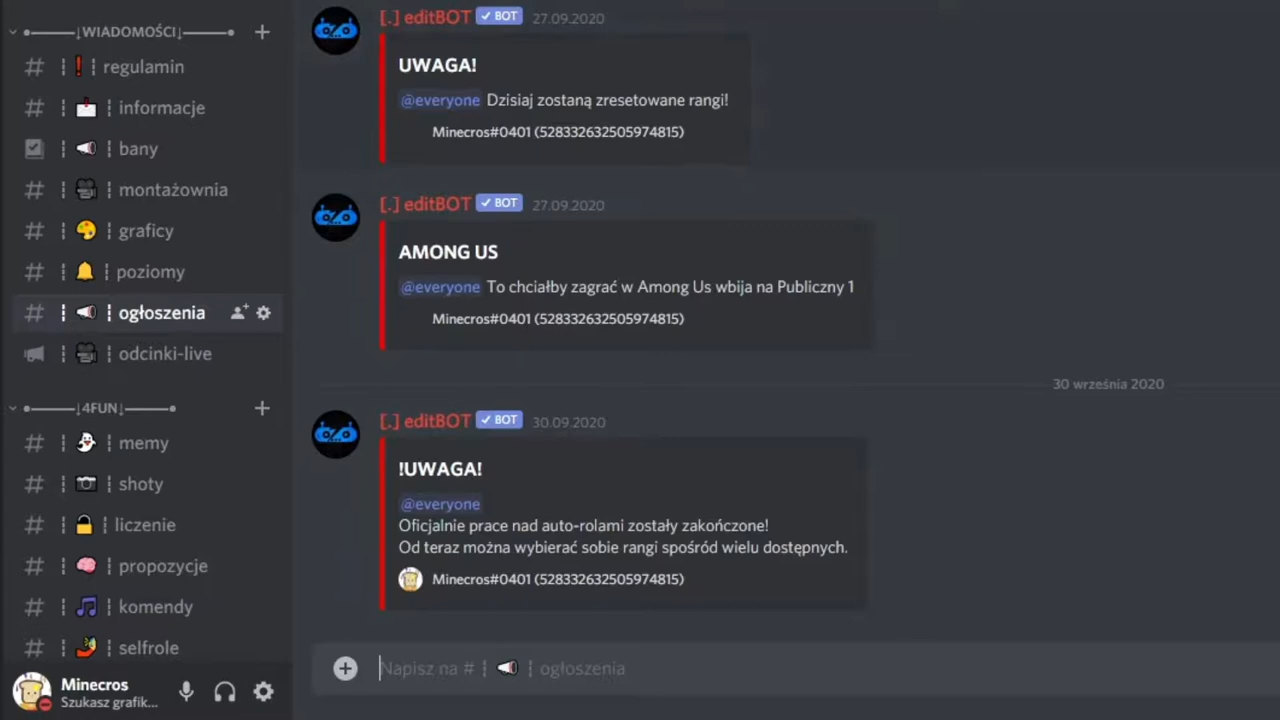 ●───↓WIADOMOŚCI↓───●
# ¦ ❗ ¦ regulamin
# ¦ 📩 ¦ informacje
¦ 📢 ¦ bany
# ¦ 🎥 ¦ montażownia
# ¦ 🎨 ¦ graficy
# ¦ 🔔 ¦ poziomy
# ¦ 📢 ¦ ogłoszenia
¦ 🎥 ¦ odcinki-live
●───↓4FUN↓───●
# ¦ 👻 ¦ memy
# ¦ 📷 ¦ shoty
# ¦ 🔒 ¦ liczenie
# ¦ 🧠 ¦ propozycje
# ¦ 🎵 ¦ komendy
# ¦ 🌶 ¦ selfrole
Minecros
Szukasz grafik...
[.] editBOT ✓ BOT 27.09.2020
UWAGA!
@everyone Dzisiaj zostaną zresetowane rangi!
Minecros#0401 (528332632505974815)
[.] editBOT ✓ BOT 27.09.2020
AMONG US
@everyone To chciałby zagrać w Among Us wbija na Publiczny 1
Minecros#0401 (528332632505974815)
30 września 2020
[.] editBOT ✓ BOT 30.09.2020
!UWAGA!
@everyone
Oficjalnie prace nad auto-rolami zostały zakończone!
Od teraz można wybierać sobie rangi spośród wielu dostępnych.
Minecros#0401 (528332632505974815)
Napisz na # ¦ 📢 ¦ ogłoszenia